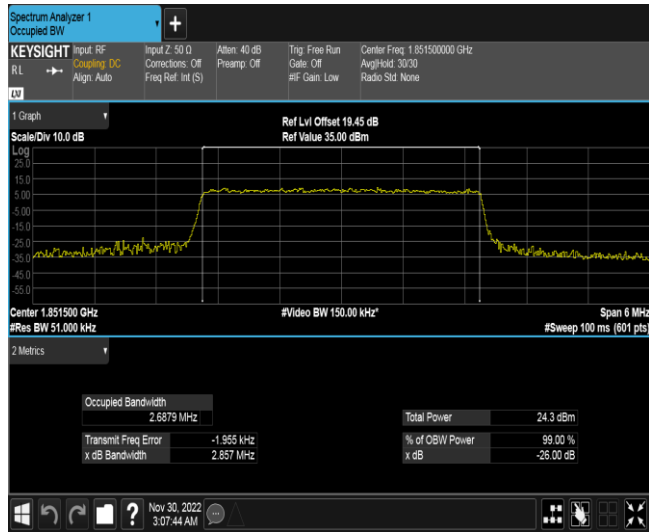 Spectrum Analyzer 1
Occupied BW
+
KEYSIGHT
RL
Input: RF
Coupling: DC
Align: Auto
Input Z: 50 Ω
Corrections: Off
Freq Ref: Int (S)
Atten: 40 dB
Preamp: Off
Trig: Free Run
Gate: Off
#IF Gain: Low
Center Freq: 1.851500000 GHz
Avg|Hold: 30/30
Radio Std: None
1 Graph
Scale/Div 10.0 dB
Ref Lvl Offset 19.45 dB
Ref Value 35.00 dBm
Log
25.0
15.0
5.00
-5.00
-15.0
-25.0
-35.0
-45.0
-55.0
Center 1.851500 GHz
#Res BW 51.000 kHz
#Video BW 150.00 kHz*
Span 6 MHz
#Sweep 100 ms (601 pts)
2 Metrics
Occupied Bandwidth
2.6879 MHz
Transmit Freq Error -1.955 kHz
x dB Bandwidth 2.857 MHz
Total Power 24.3 dBm
% of OBW Power 99.00 %
x dB -26.00 dB
?
Nov 30, 2022
3:07:44 AM